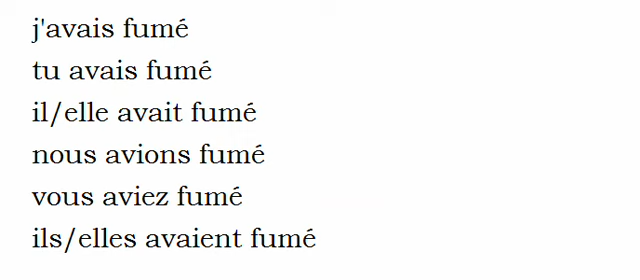 j'avais fumé
tu avais fumé
il/elle avait fumé
nous avions fumé
vous aviez fumé
ils/elles avaient fumé